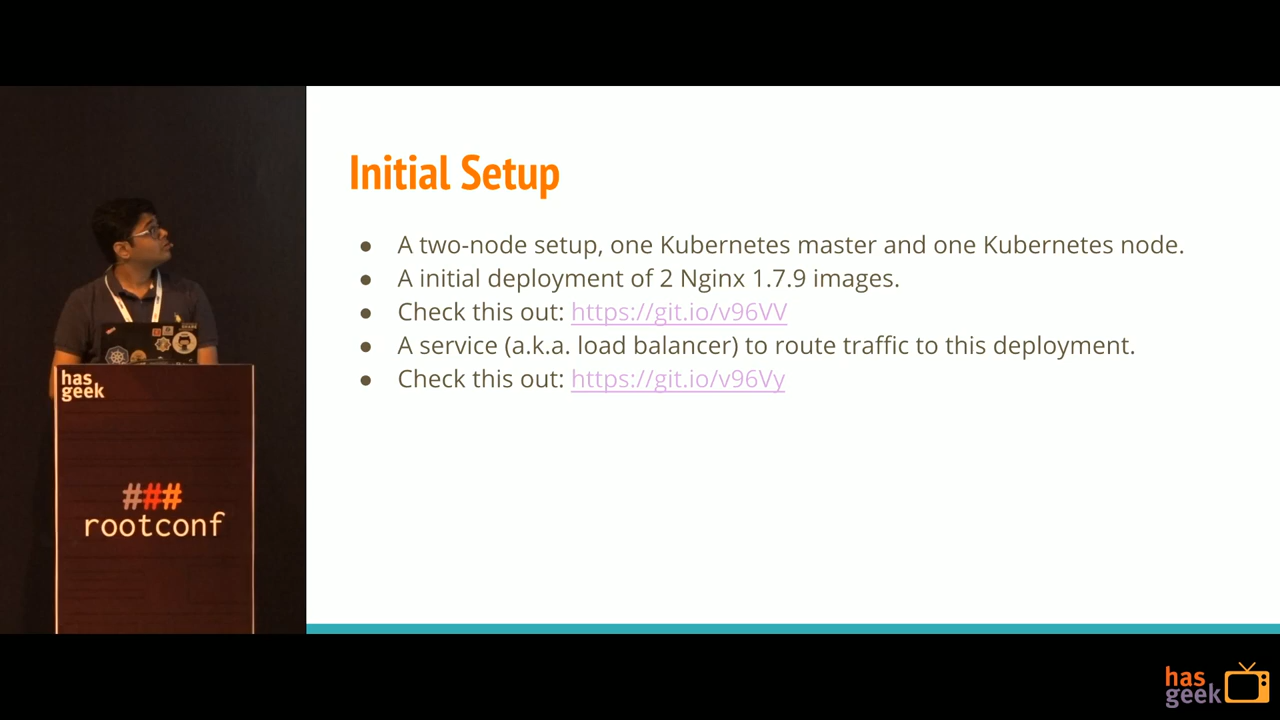 Initial Setup
● A two-node setup, one Kubernetes master and one Kubernetes node.
● A initial deployment of 2 Nginx 1.7.9 images.
● Check this out: https://git.io/v96VV
● A service (a.k.a. load balancer) to route traffic to this deployment.
● Check this out: https://git.io/v96Vy
has
geek
###
rootconf
has
geek